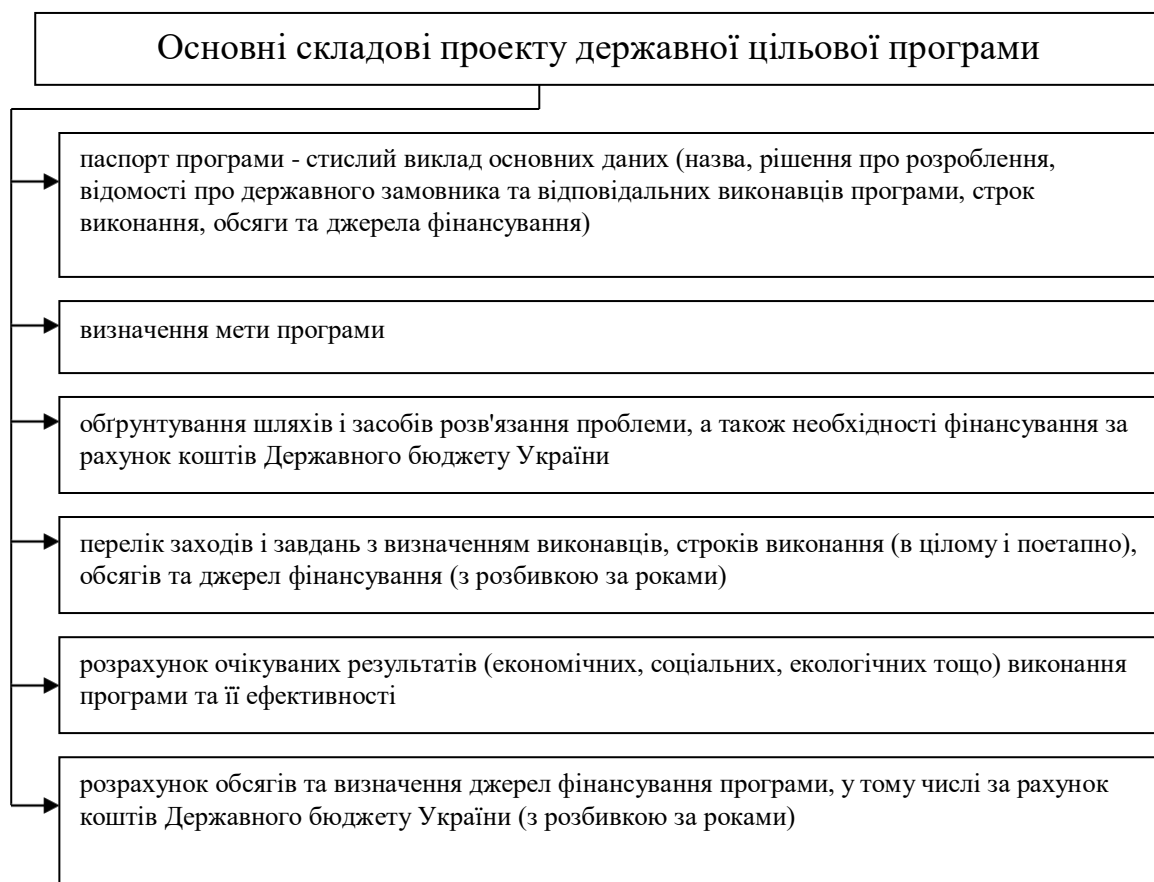 Основні складові проекту державної цільової програми
паспорт програми - стислий виклад основних даних (назва, рішення про розроблення,
відомості про державного замовника та відповідальних виконавців програми, строк
виконання, обсяги та джерела фінансування)
визначення мети програми
обґрунтування шляхів і засобів розв'язання проблеми, а також необхідності фінансування за
рахунок коштів Державного бюджету України
перелік заходів і завдань з визначенням виконавців, строків виконання (в цілому і поетапно),
обсягів та джерел фінансування (з розбивкою за роками)
розрахунок очікуваних результатів (економічних, соціальних, екологічних тощо) виконання
програми та її ефективності
розрахунок обсягів та визначення джерел фінансування програми, у тому числі за рахунок
коштів Державного бюджету України (з розбивкою за роками)